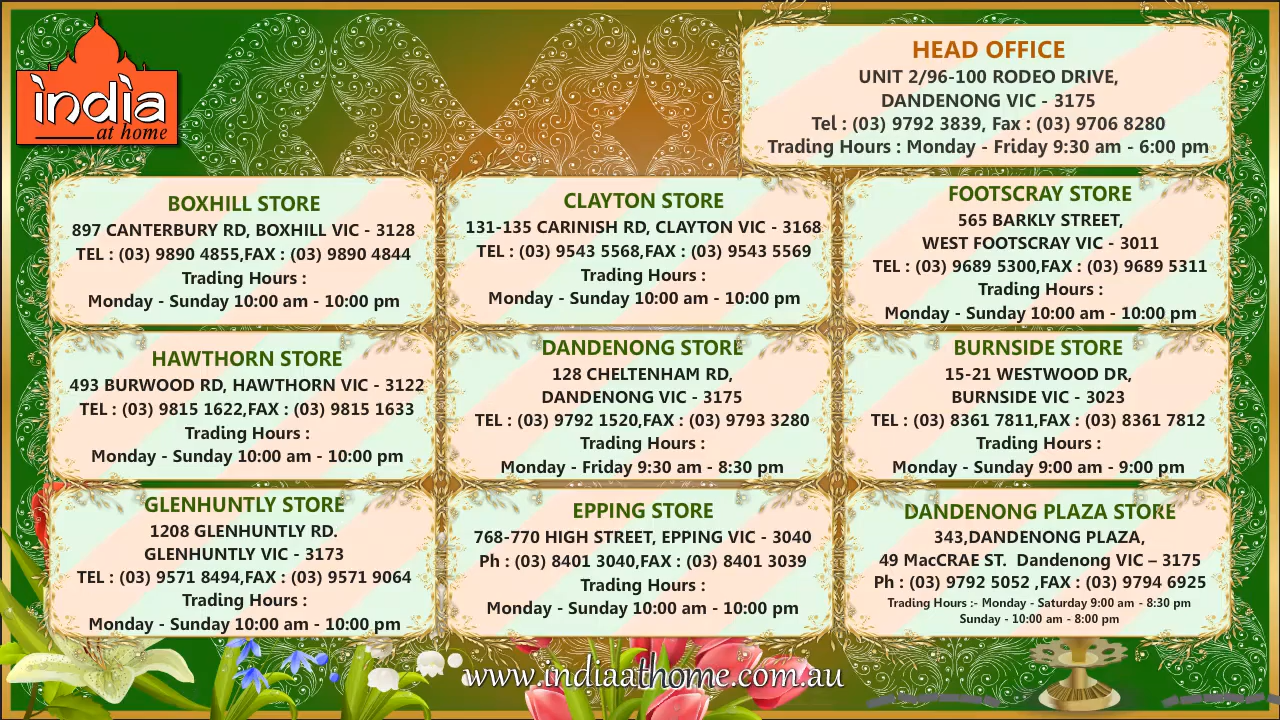 india
at home
HEAD OFFICE
UNIT 2/96-100 RODEO DRIVE,
DANDENONG VIC - 3175
Tel : (03) 9792 3839, Fax : (03) 9706 8280
Trading Hours : Monday - Friday 9:30 am - 6:00 pm
BOXHILL STORE
897 CANTERBURY RD, BOXHILL VIC - 3128
TEL : (03) 9890 4855,FAX : (03) 9890 4844
Trading Hours :
Monday - Sunday 10:00 am - 10:00 pm
CLAYTON STORE
131-135 CARINISH RD, CLAYTON VIC - 3168
TEL : (03) 9543 5568,FAX : (03) 9543 5569
Trading Hours :
Monday - Sunday 10:00 am - 10:00 pm
FOOTSCRAY STORE
565 BARKLY STREET,
WEST FOOTSCRAY VIC - 3011
TEL : (03) 9689 5300,FAX : (03) 9689 5311
Trading Hours :
Monday - Sunday 10:00 am - 10:00 pm
HAWTHORN STORE
493 BURWOOD RD, HAWTHORN VIC - 3122
TEL : (03) 9815 1622,FAX : (03) 9815 1633
Trading Hours :
Monday - Sunday 10:00 am - 10:00 pm
DANDENONG STORE
128 CHELTENHAM RD,
DANDENONG VIC - 3175
TEL : (03) 9792 1520,FAX : (03) 9793 3280
Trading Hours :
Monday - Friday 9:30 am - 8:30 pm
BURNSIDE STORE
15-21 WESTWOOD DR,
BURNSIDE VIC - 3023
TEL : (03) 8361 7811,FAX : (03) 8361 7812
Trading Hours :
Monday - Sunday 9:00 am - 9:00 pm
GLENHUNTLY STORE
1208 GLENHUNTLY RD.
GLENHUNTLY VIC - 3173
TEL : (03) 9571 8494,FAX : (03) 9571 9064
Trading Hours :
Monday - Sunday 10:00 am - 10:00 pm
EPPING STORE
768-770 HIGH STREET, EPPING VIC - 3040
Ph : (03) 8401 3040,FAX : (03) 8401 3039
Trading Hours :
Monday - Sunday 10:00 am - 10:00 pm
DANDENONG PLAZA STORE
343,DANDENONG PLAZA,
49 MacCRAE ST. Dandenong VIC – 3175
Ph : (03) 9792 5052 ,FAX : (03) 9794 6925
Trading Hours :- Monday - Saturday 9:00 am - 8:30 pm
Sunday - 10:00 am - 8:00 pm
www.indiaathome.com.au